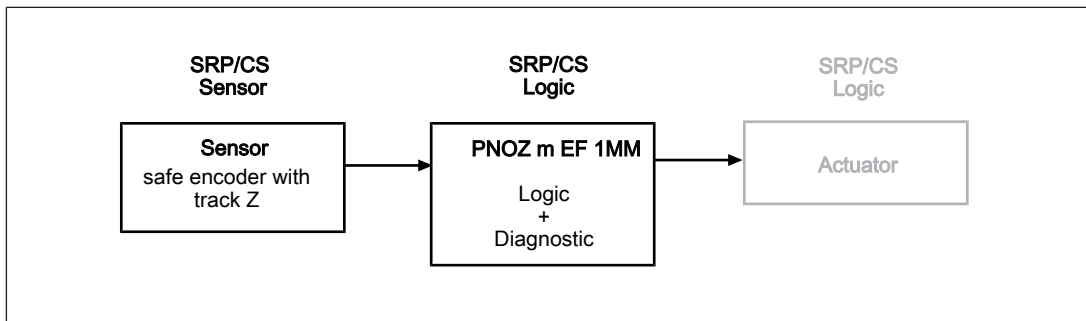 SRP/CS
Sensor
Sensor
safe encoder with
track Z
SRP/CS
Logic
PNOZ m EF 1MM
Logic
+
Diagnostic
SRP/CS
Logic
Actuator